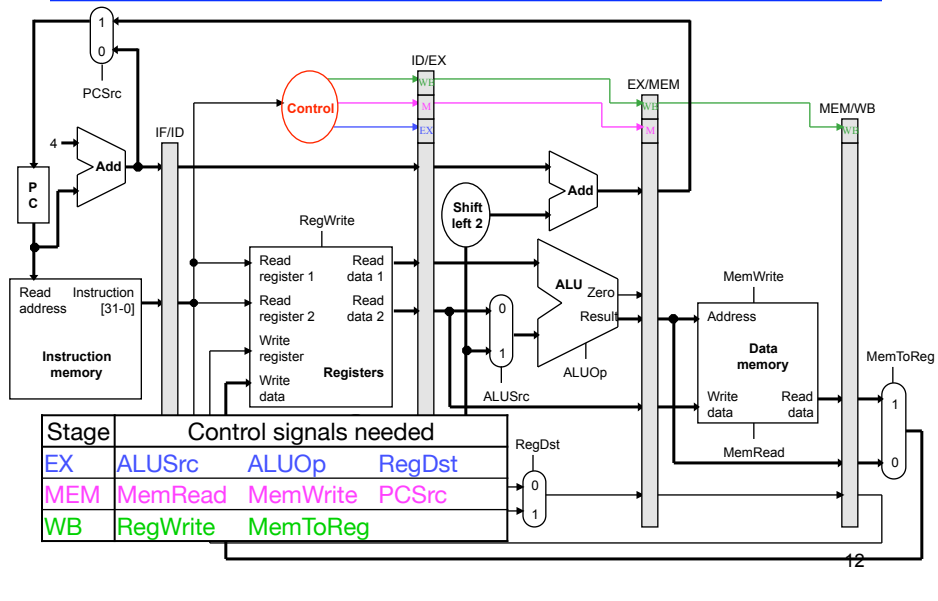 1
0
PCSrc
ID/EX
WB
M
EX
Control
EX/MEM
WB
M
MEM/WB
WB
IF/ID
4
Add
P
C
Add
Shift
left 2
RegWrite
Read
address
Instruction
[31-0]
Instruction
memory
Read
register 1
Read
data 1
Read
register 2
Read
data 2
Write
register
Write
data
Registers
0
1
ALUSrc
ALU
Zero
Result
ALUOp
MemWrite
Address
Data
memory
Write
data
Read
data
MemRead
MemToReg
1
0
RegDst
0
1
Stage Control signals needed
EX ALUSrc ALUOp RegDst
MEM MemRead MemWrite PCSrc
WB RegWrite MemToReg
12